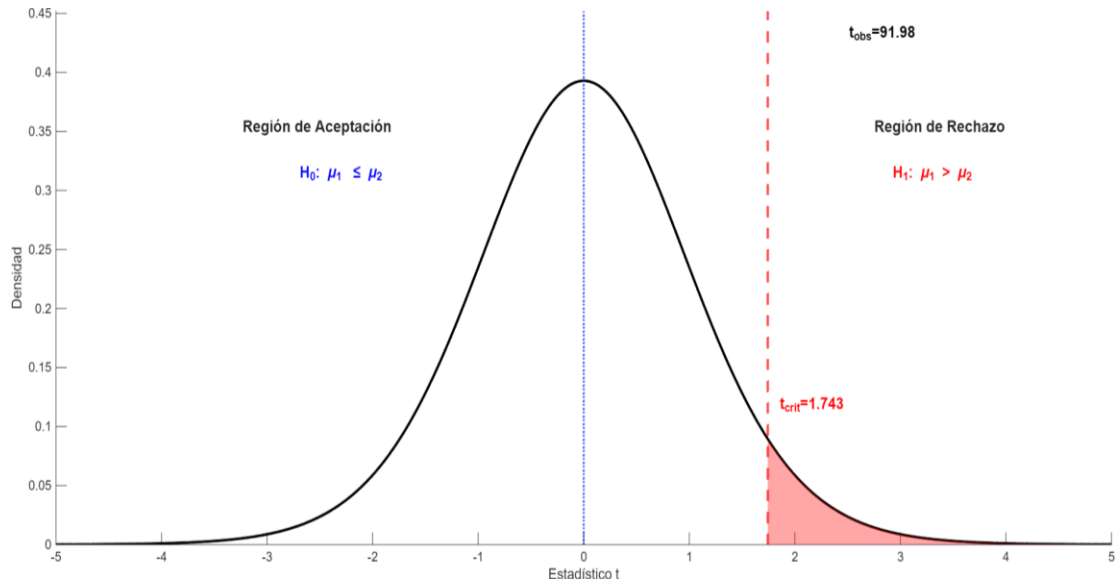 0.45
t_obs=91.98
0.4
Región de Aceptación
Región de Rechazo
0.35
H₀: μ₁ ≤ μ₂
H₁: μ₁ > μ₂
0.3
0.25
Densidad
0.2
0.15
t_crit=1.743
0.1
0.05
0
-5 -4 -3 -2 -1 0 1 2 3 4 5
Estadístico t